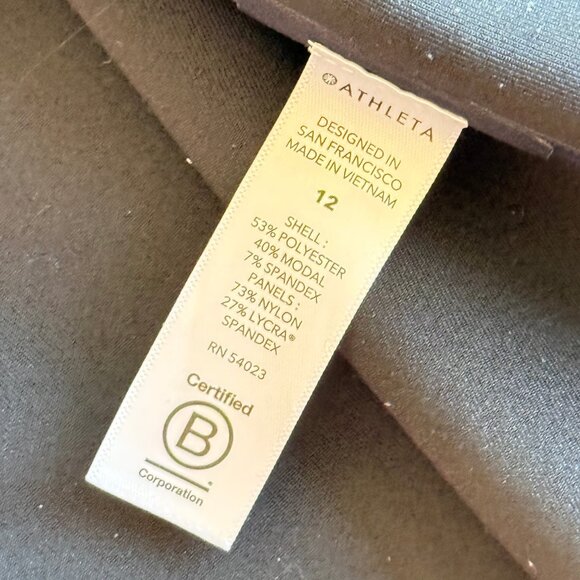 ATHLETA
DESIGNED IN
SAN FRANCISCO
MADE IN VIETNAM
12
SHELL :
53% POLYESTER
40% MODAL
7% SPANDEX
PANELS :
73% NYLON
27% LYCRA®
SPANDEX
RN 54023
Certified
B
Corporation